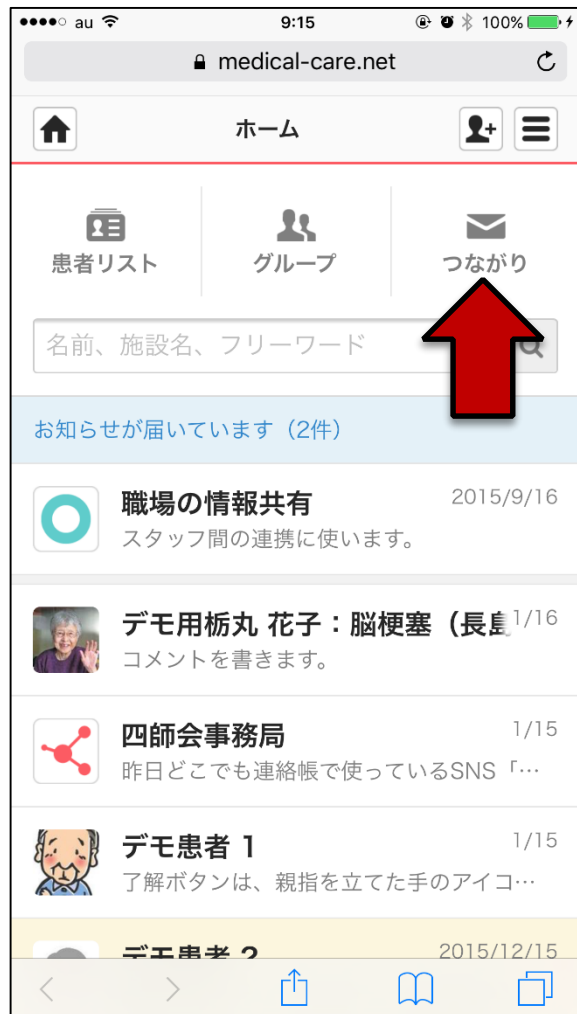 au 9:15 100%
medical-care.net
ホーム
患者リスト グループ つながり
名前、施設名、フリーワード
お知らせが届いています（2件）
職場の情報共有 2015/9/16
スタッフ間の連携に使います。
デモ用栃丸 花子：脳梗塞（長島 1/16
コメントを書きます。
四師会事務局 1/15
昨日どこでも連絡帳で使っているSNS「…
デモ患者 1 1/15
了解ボタンは、親指を立てた手のアイコ…
デモ患者 2 2015/12/15